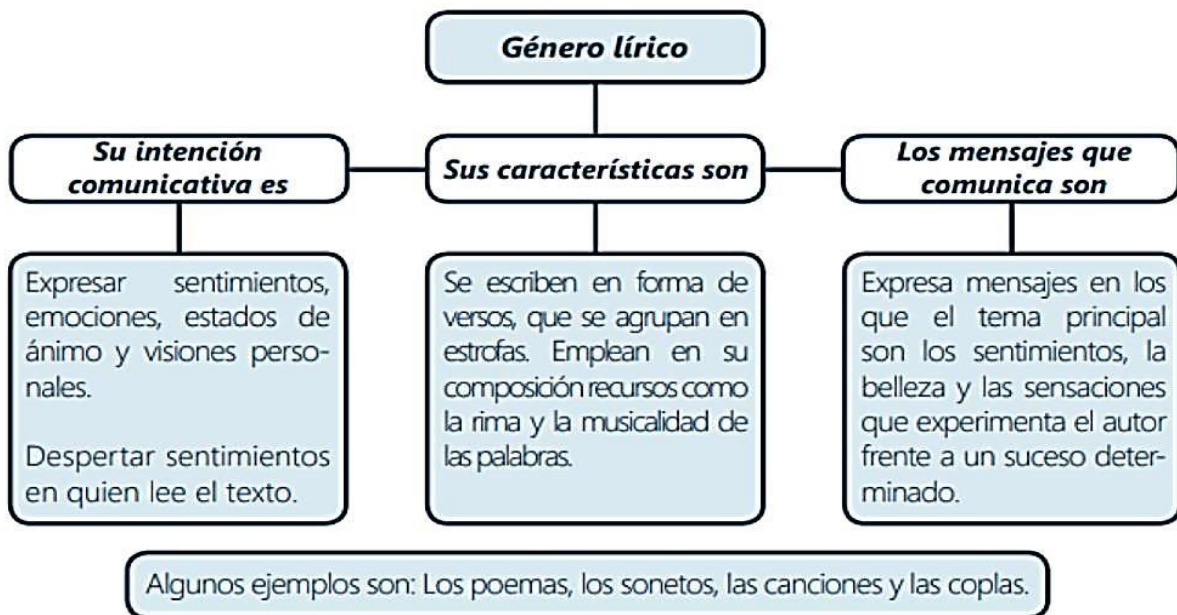 Género lírico
Su intención
comunicativa es
Sus características son
Los mensajes que
comunica son
Expresar sentimientos,
emociones, estados de
ánimo y visiones perso-
nales.
Despertar sentimientos
en quien lee el texto.
Se escriben en forma de
versos, que se agrupan en
estrofas. Emplean en su
composición recursos como
la rima y la musicalidad de
las palabras.
Expresa mensajes en los
que el tema principal
son los sentimientos, la
belleza y las sensaciones
que experimenta el autor
frente a un suceso deter-
minado.
Algunos ejemplos son: Los poemas, los sonetos, las canciones y las coplas.